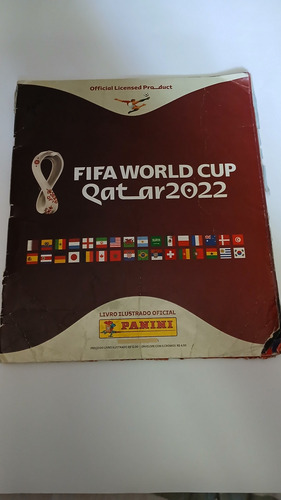 Official Licensed Product
FIFA WORLD CUP
Qatar2022
LIVRO ILUSTRADO OFICIAL
PANINI